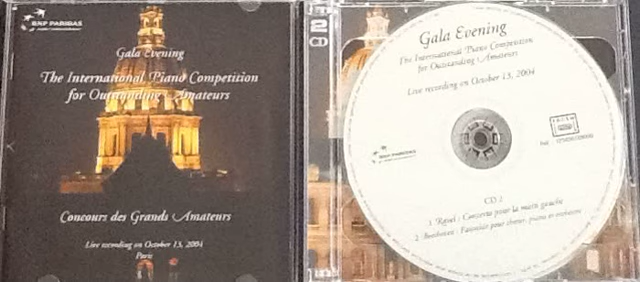 BNP PARIBAS
Gala Evening
The International Piano Competition
for Outstanding Amateurs
Concours des Grands Amateurs
Live recording on October 13, 2004
Paris
2
Gala Evening
The International Piano Competition
for Outstanding Amateurs
Live recording on October 13, 2004
BNP PARIBAS
CD 2
1. Ravel : Concerto pour la main gauche
2. Beethoven : Fantaisie pour chœur, piano et orchestre